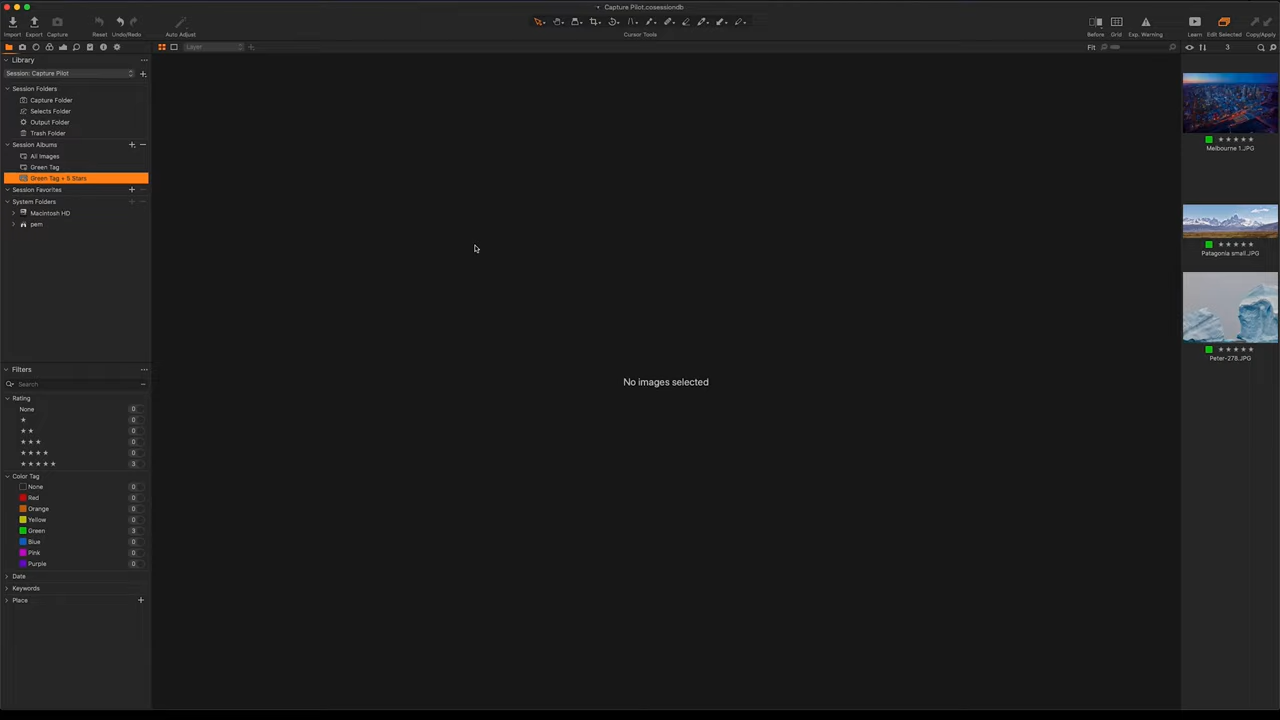 Capture Pilot.cosessiondb
Import Export Capture Reset Undo/Redo Auto Adjust Cursor Tools Before Grid Exp. Warning Learn Edit Selected Copy/Apply
Layer
Fit
3
Library
Session: Capture Pilot
Session Folders
Capture Folder
Selects Folder
Output Folder
Trash Folder
Session Albums
All Images
Green Tag
Green Tag + 5 Stars
Session Favorites
System Folders
Macintosh HD
pem
Filters
Search
Rating
None 0
0
0
0
0
3
Color Tag
None 0
Red 0
Orange 0
Yellow 0
Green 3
Blue 0
Pink 0
Purple 0
Date
Keywords
Place
No images selected
Melbourne 1.JPG
Patagonia small.JPG
Peter-278.JPG